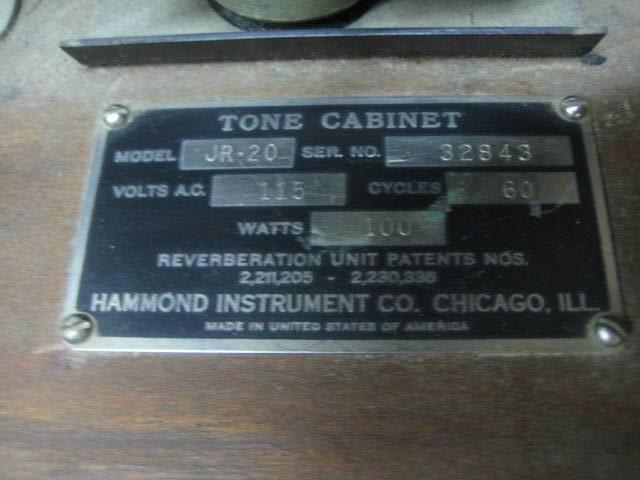 TONE CABINET
MODEL JR-20 SER. NO. 32843
VOLTS A.C. 115 CYCLES 60
WATTS 100
REVERBERATION UNIT PATENTS NOS.
2,211,205 - 2,230,336
HAMMOND INSTRUMENT CO. CHICAGO, ILL.
MADE IN UNITED STATES OF AMERICA